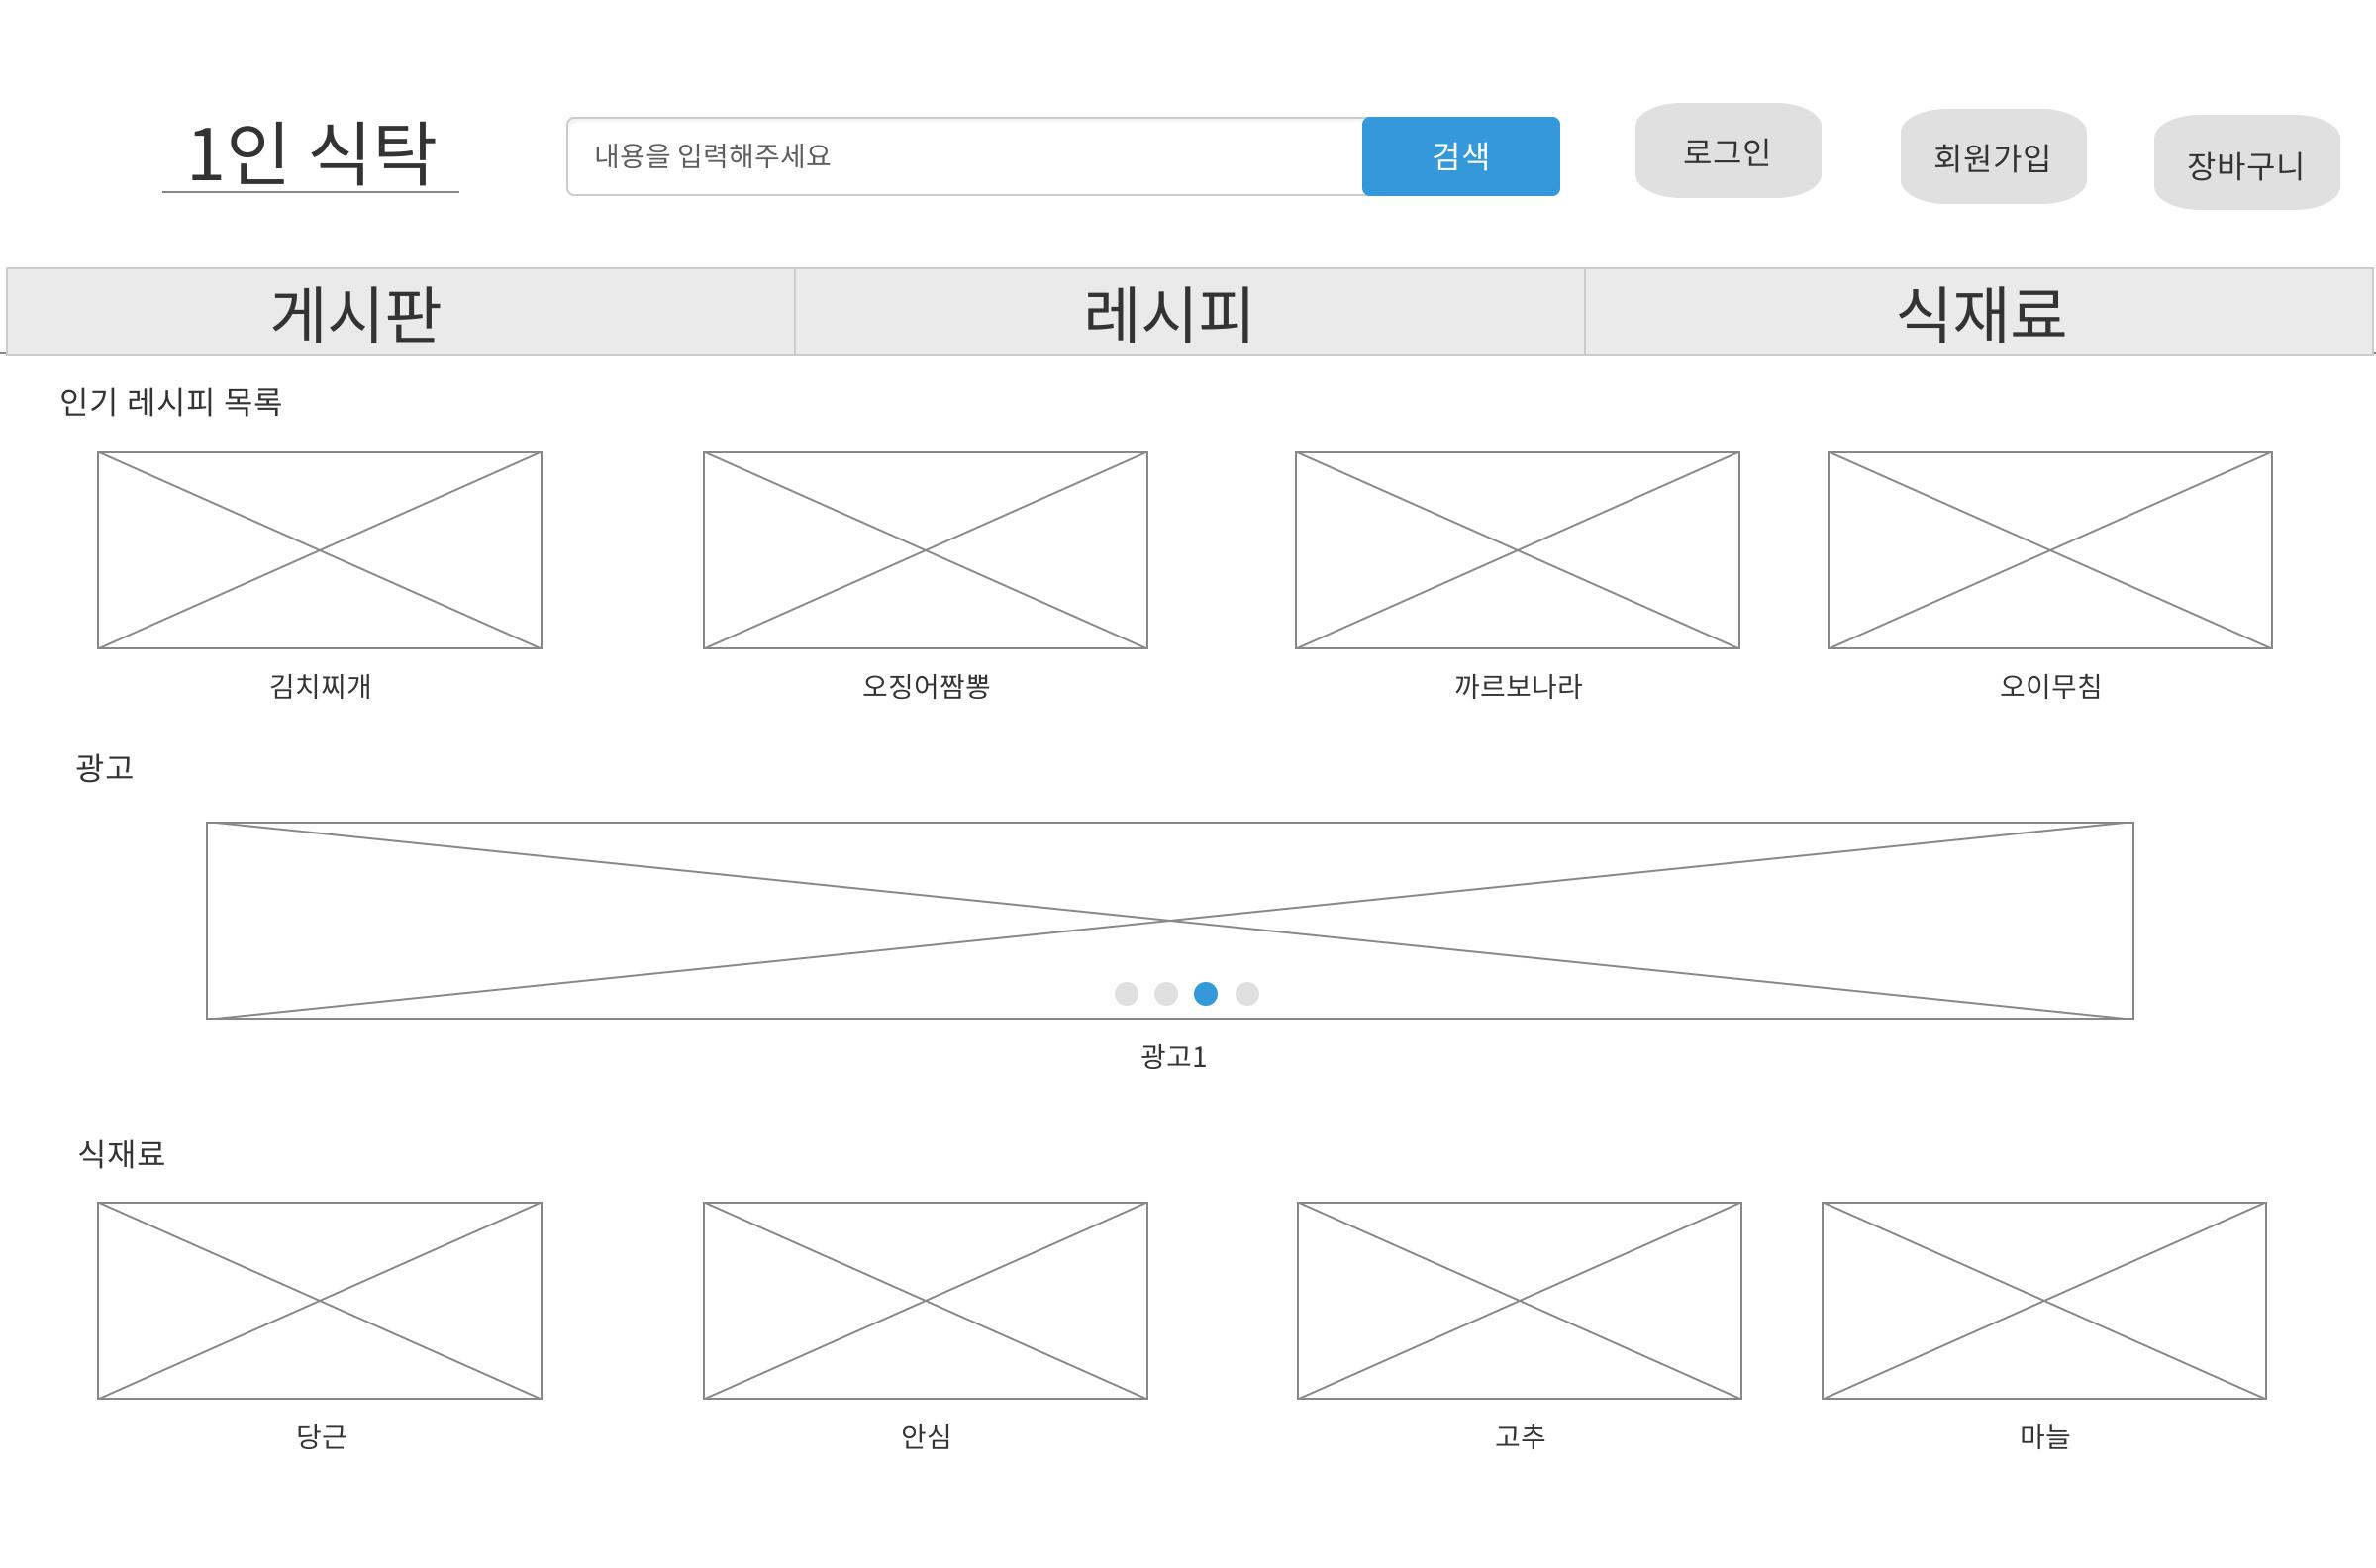 1인 식탁
내용을 입력해주세요
검색
로그인
회원가입
장바구니
게시판
레시피
식재료
인기 레시피 목록
김치찌개
오징어짬뽕
까르보나라
오이무침
광고
광고1
식재료
당근
안심
고추
마늘